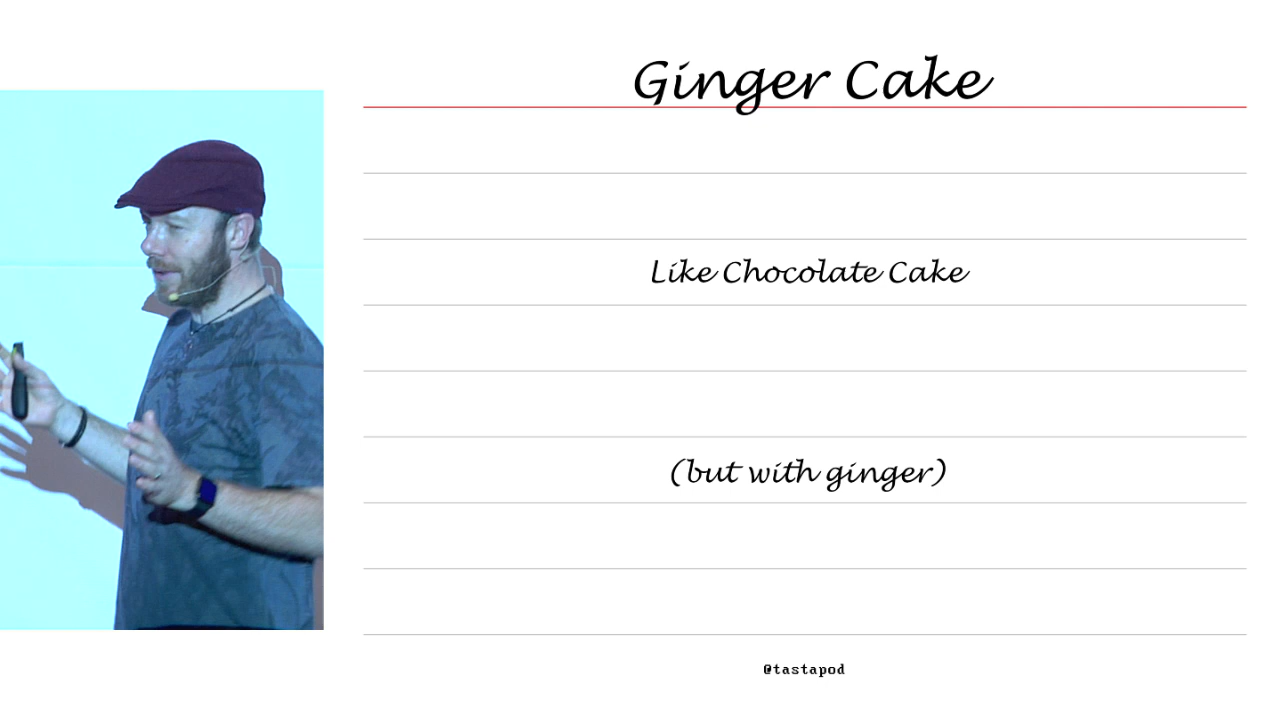 Ginger Cake
Like Chocolate Cake
(but with ginger)
@tastapod